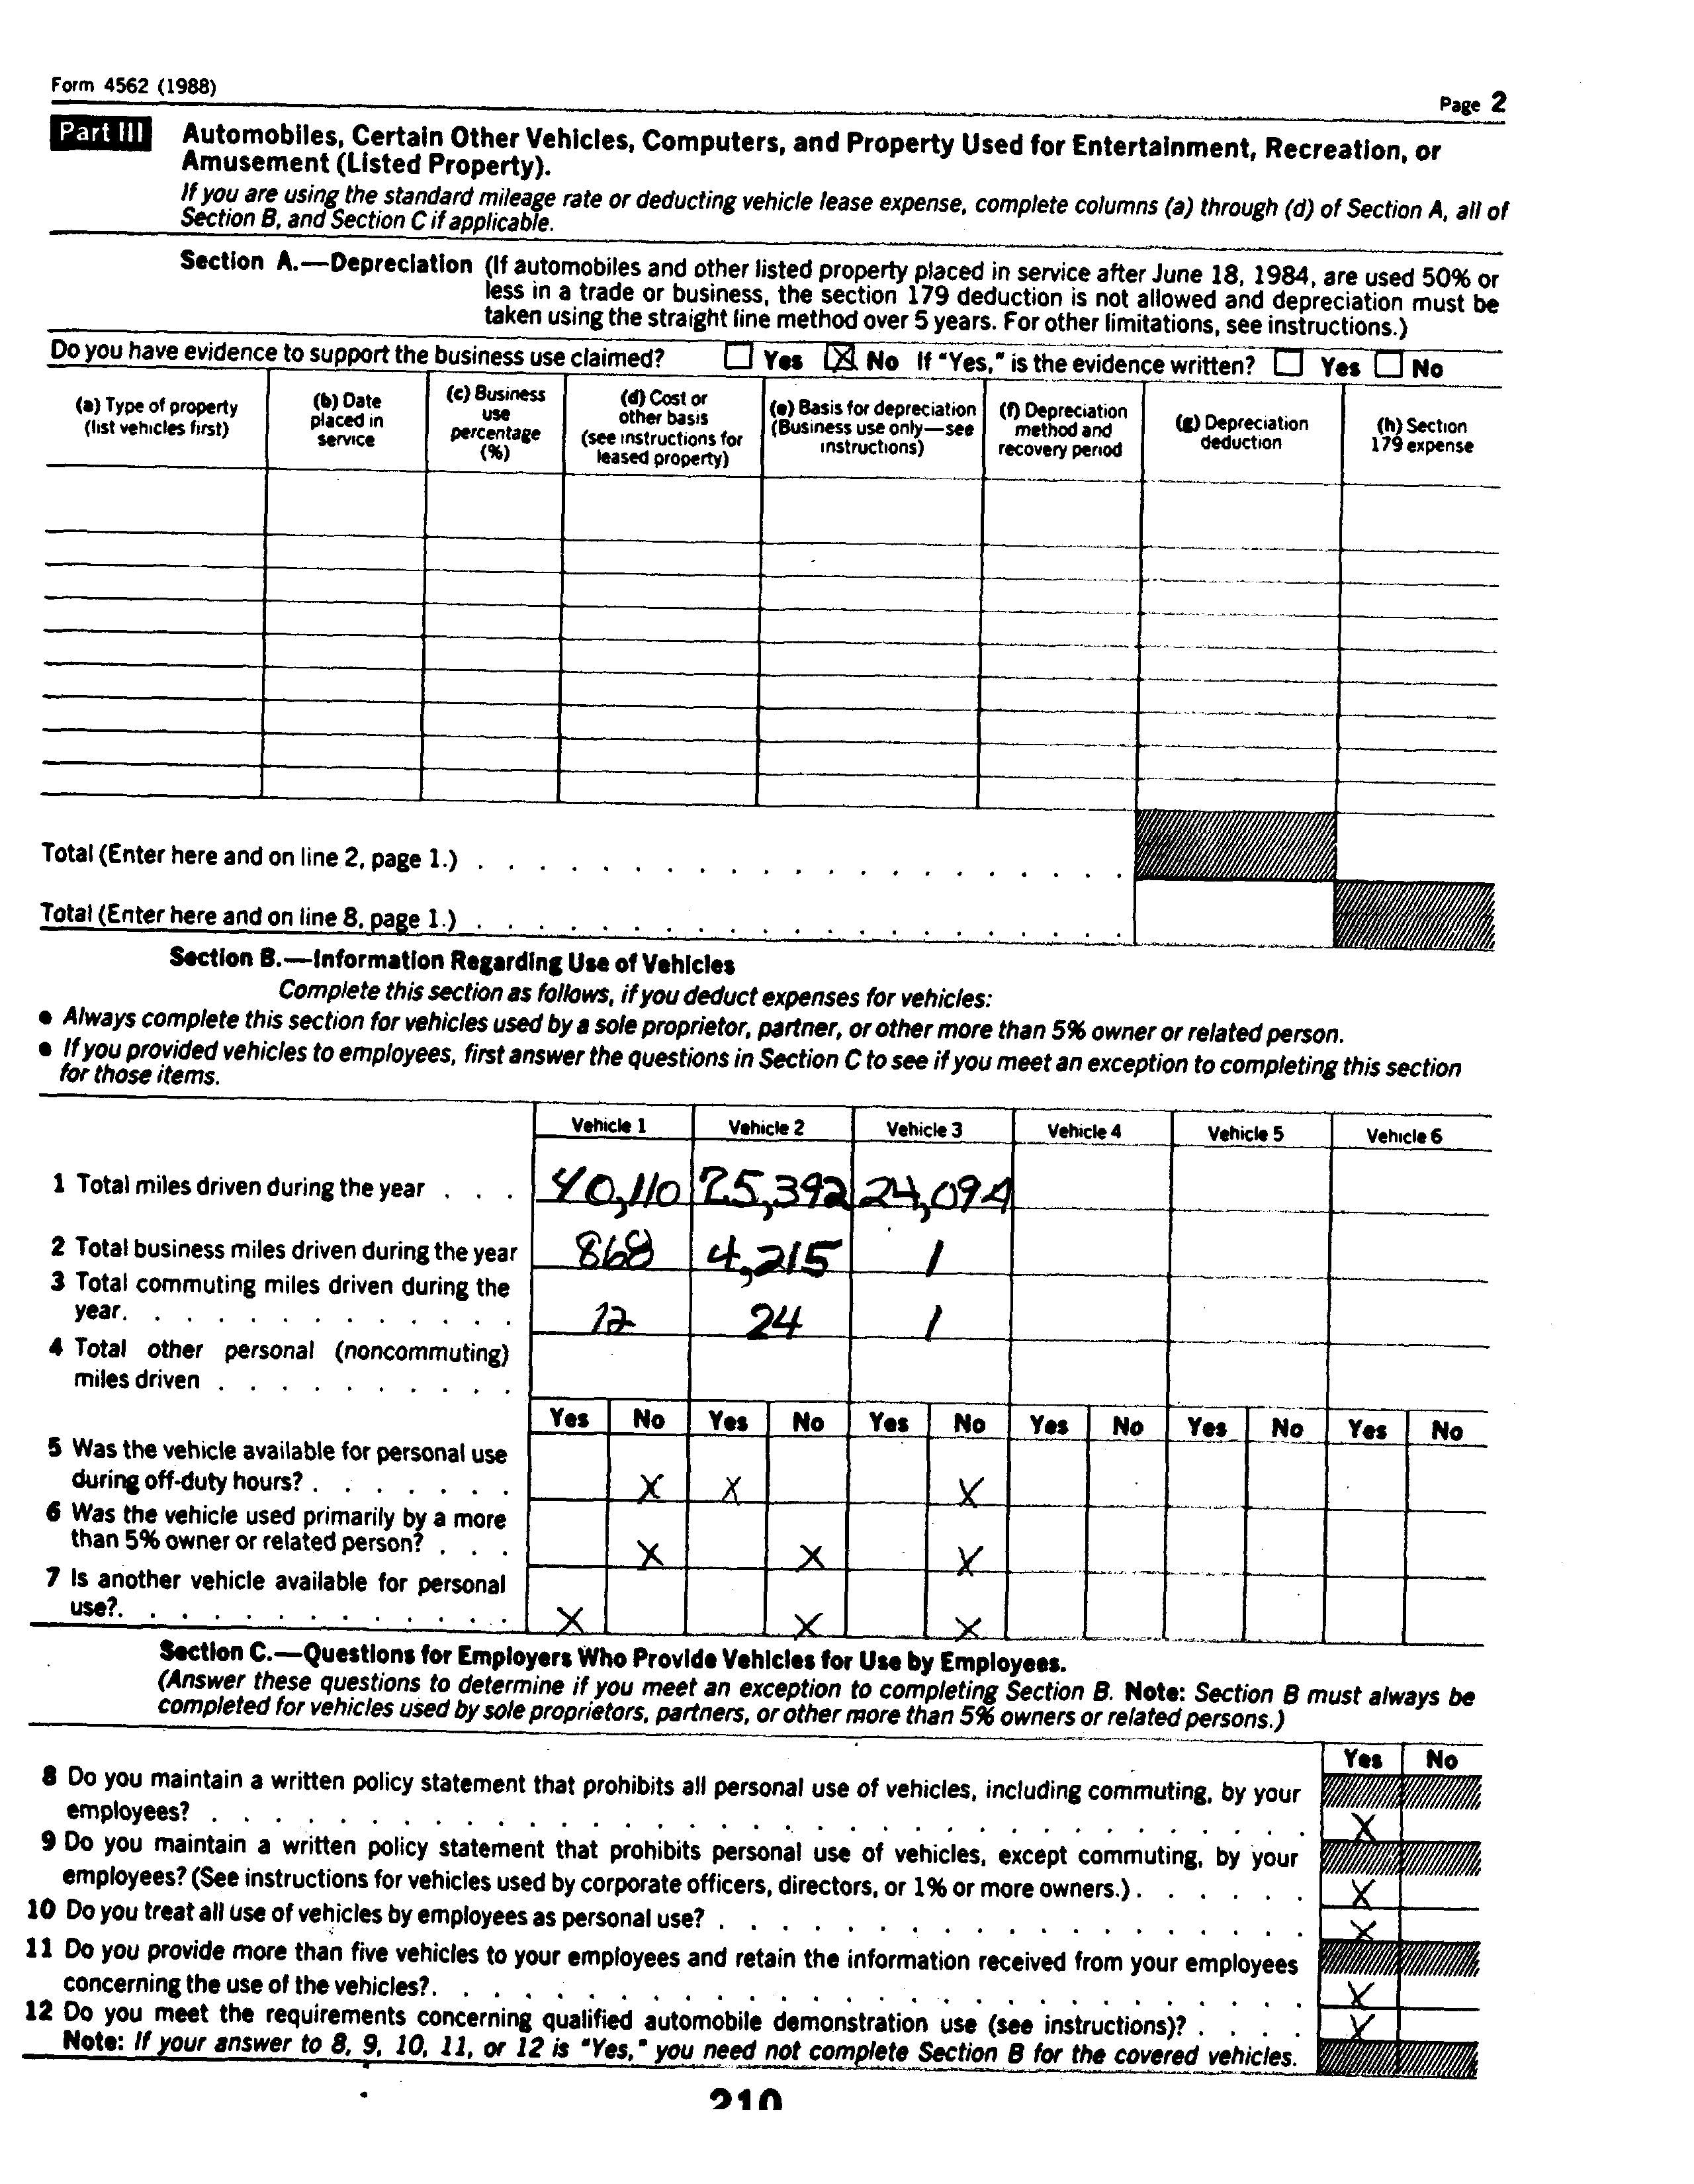 Form 4562 (1988)
Page 2
Part III Automobiles, Certain Other Vehicles, Computers, and Property Used for Entertainment, Recreation, or
Amusement (Listed Property).
If you are using the standard mileage rate or deducting vehicle lease expense, complete columns (a) through (d) of Section A, all of
Section B, and Section C if applicable.
Section A.—Depreciation (If automobiles and other listed property placed in service after June 18, 1984, are used 50% or
less in a trade or business, the section 179 deduction is not allowed and depreciation must be
taken using the straight line method over 5 years. For other limitations, see instructions.)
Do you have evidence to support the business use claimed? Yes X No If "Yes," is the evidence written? Yes No
(a) Type of property
(list vehicles first)
(b) Date
placed in
service
(c) Business
use
percentage
(%)
(d) Cost or
other basis
(see instructions for
leased property)
(e) Basis for depreciation
(Business use only—see
instructions)
(f) Depreciation
method and
recovery period
(g) Depreciation
deduction
(h) Section
179 expense
Total (Enter here and on line 2, page 1.) . . . . . . . . . . . . . . . . . . . . .
Total (Enter here and on line 8, page 1.) . . . . . . . . . . . . . . . . . . . . .
Section B.—Information Regarding Use of Vehicles
Complete this section as follows, if you deduct expenses for vehicles:
● Always complete this section for vehicles used by a sole proprietor, partner, or other more than 5% owner or related person.
● If you provided vehicles to employees, first answer the questions in Section C to see if you meet an exception to completing this section
for those items.
Vehicle 1 Vehicle 2 Vehicle 3 Vehicle 4 Vehicle 5 Vehicle 6
1 Total miles driven during the year . . . 40,110 25,392 24,094
2 Total business miles driven during the year 868 4,215 1
3 Total commuting miles driven during the
year. . . . . . . . . . . . . . 12 24 1
4 Total other personal (noncommuting)
miles driven . . . . . . . . . .
Yes No Yes No Yes No Yes No Yes No Yes No
5 Was the vehicle available for personal use
during off-duty hours? . . . . . . . X X X
6 Was the vehicle used primarily by a more
than 5% owner or related person? . . . X X X
7 Is another vehicle available for personal
use?. . . . . . . . . . . . . X X X
Section C.—Questions for Employers Who Provide Vehicles for Use by Employees.
(Answer these questions to determine if you meet an exception to completing Section B. Note: Section B must always be
completed for vehicles used by sole proprietors, partners, or other more than 5% owners or related persons.)
Yes No
8 Do you maintain a written policy statement that prohibits all personal use of vehicles, including commuting, by your
employees? . . . . . . . . . . . . . . . . . . . . . . . . . . . . . . . . . . . X
9 Do you maintain a written policy statement that prohibits personal use of vehicles, except commuting, by your
employees? (See instructions for vehicles used by corporate officers, directors, or 1% or more owners.) . . . . . . X
10 Do you treat all use of vehicles by employees as personal use? . . . . . . . . . . . . . . . . . . . X
11 Do you provide more than five vehicles to your employees and retain the information received from your employees
concerning the use of the vehicles?. . . . . . . . . . . . . . . . . . . . . . . . . . . . X
12 Do you meet the requirements concerning qualified automobile demonstration use (see instructions)? . . . . X
Note: If your answer to 8, 9, 10, 11, or 12 is "Yes," you need not complete Section B for the covered vehicles.
210